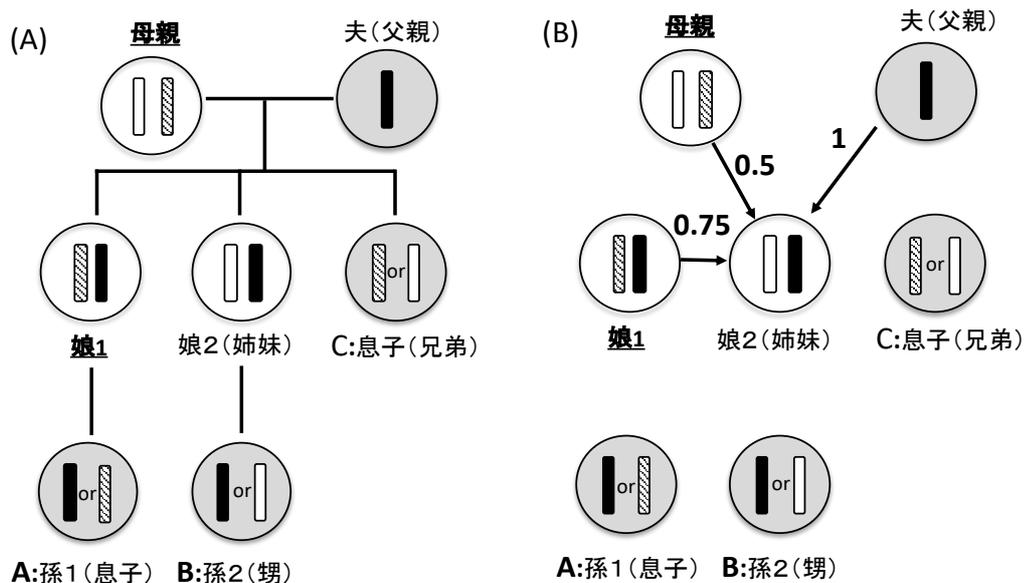 (A)
母親
夫(父親)
娘1
娘2(姉妹)
or
C:息子(兄弟)
or
or
A:孫1(息子)
B:孫2(甥)
(B)
母親
夫(父親)
0.5
1
0.75
or
娘1
娘2(姉妹)
C:息子(兄弟)
or
or
A:孫1(息子)
B:孫2(甥)